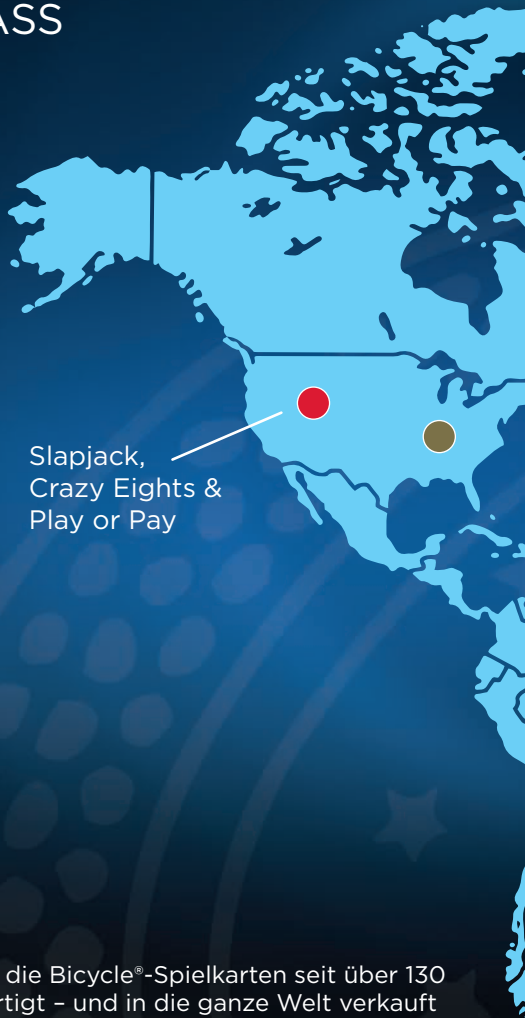 ASS
Slapjack,
Crazy Eights &
Play or Pay
die Bicycle®-Spielkarten seit über 130
rtigt – und in die ganze Welt verkauft